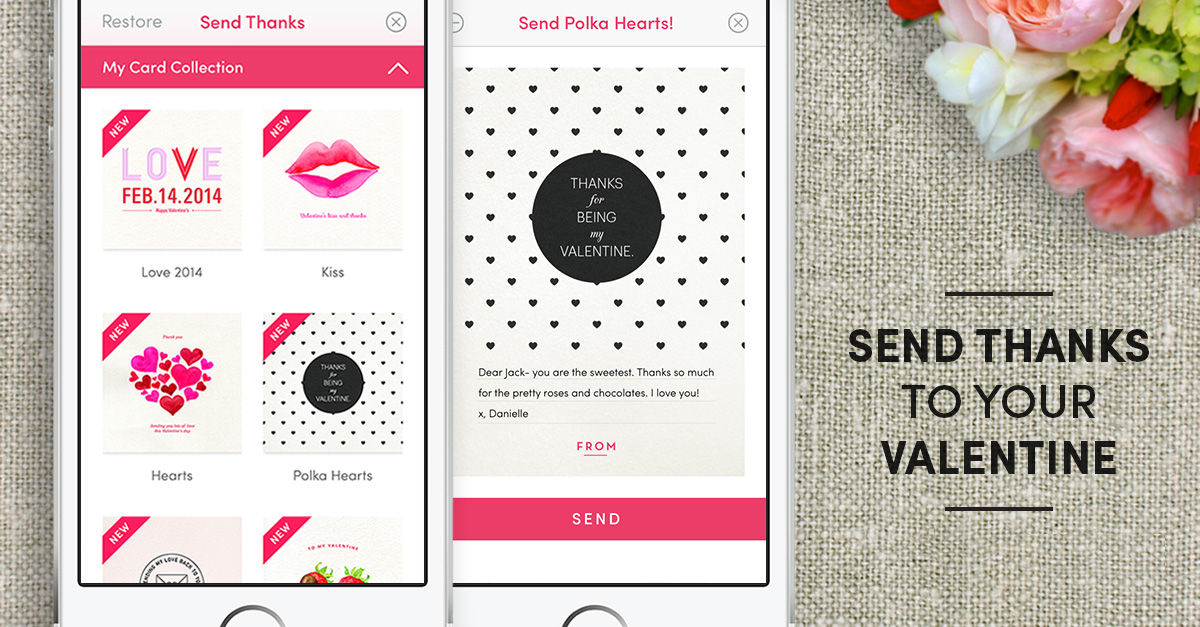 Restore
Send Thanks
My Card Collection
NEW
LOVE
FEB.14.2014
Happy Valentine's
Love 2014
NEW
Valentine's kiss and thanks
Kiss
NEW
Thank you
Sending you lots of love
this Valentine's day
Hearts
NEW
THANKS
for
BEING
my
VALENTINE.
Polka Hearts
NEW
SENDING MY LOVE BACK TO YOU
NEW
TO MY VALENTINE
Send Polka Hearts!
THANKS
for
BEING
my
VALENTINE.
Dear Jack- you are the sweetest. Thanks so much
for the pretty roses and chocolates. I love you!
x, Danielle
FROM
SEND
SEND THANKS
TO YOUR
VALENTINE